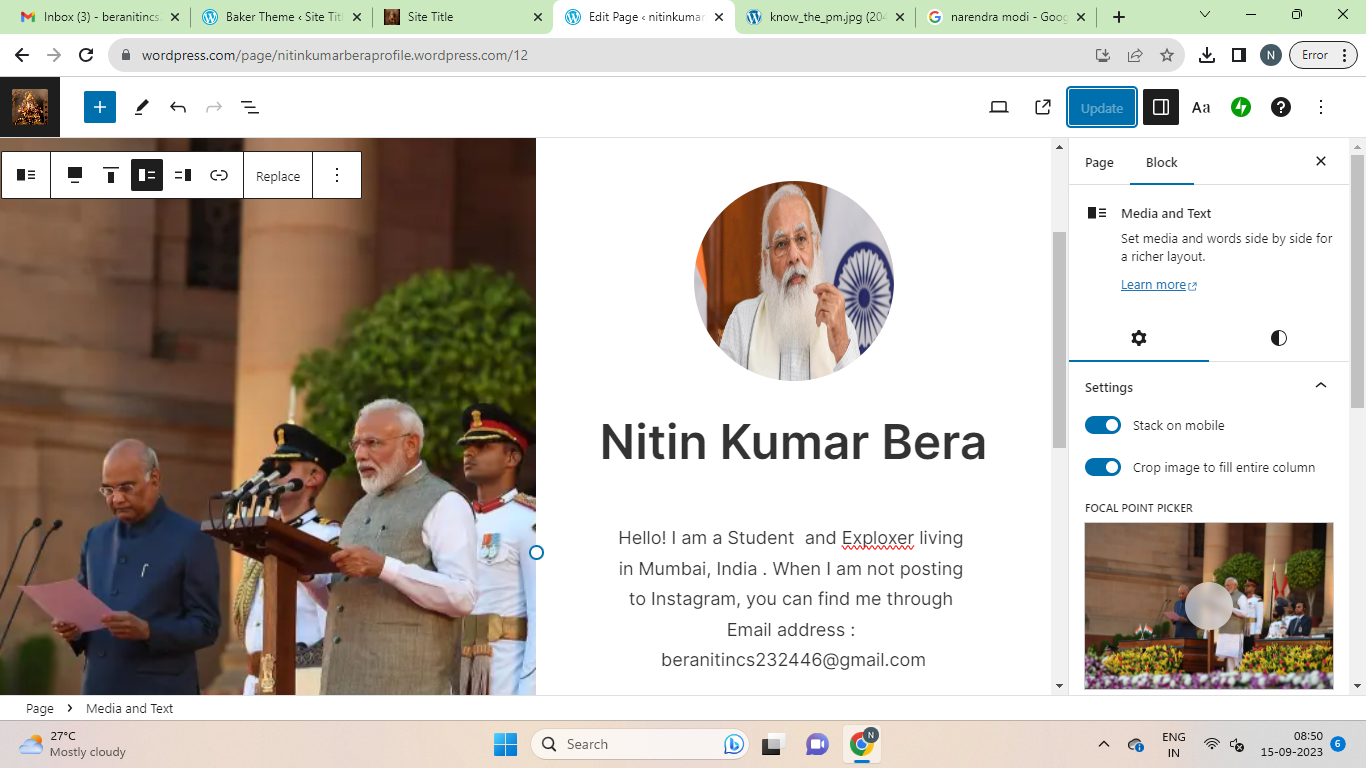 Inbox (3) - beranitincs.
Baker Theme ‹ Site Titl
Site Title
Edit Page ‹ nitinkumar
know_the_pm.jpg (204
narendra modi - Goog
wordpress.com/page/nitinkumarberaprofile.wordpress.com/12
N
Error
Update
Aa
Replace
Page
Block
Media and Text
Set media and words side by side for
a richer layout.
Learn more
Settings
Stack on mobile
Crop image to fill entire column
FOCAL POINT PICKER
Nitin Kumar Bera
Hello! I am a Student  and Exploxer living
in Mumbai, India . When I am not posting
to Instagram, you can find me through
Email address :
beranitincs232446@gmail.com
Page
Media and Text
27°C
Mostly cloudy
Search
N
ENG
IN
08:50
15-09-2023
6